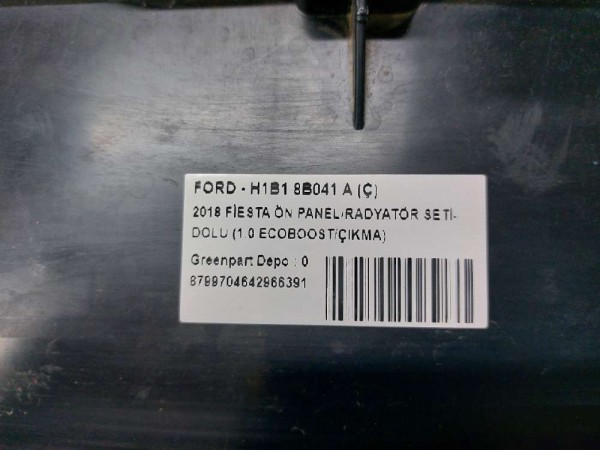 FORD - H1B1 8B041 A (Ç)
2018 FİESTA ÖN PANEL/RADYATÖR SETİ-
DOLU (1.0 ECOBOOST/ÇIKMA)
Greenpart Depo : 0
8799704642966391